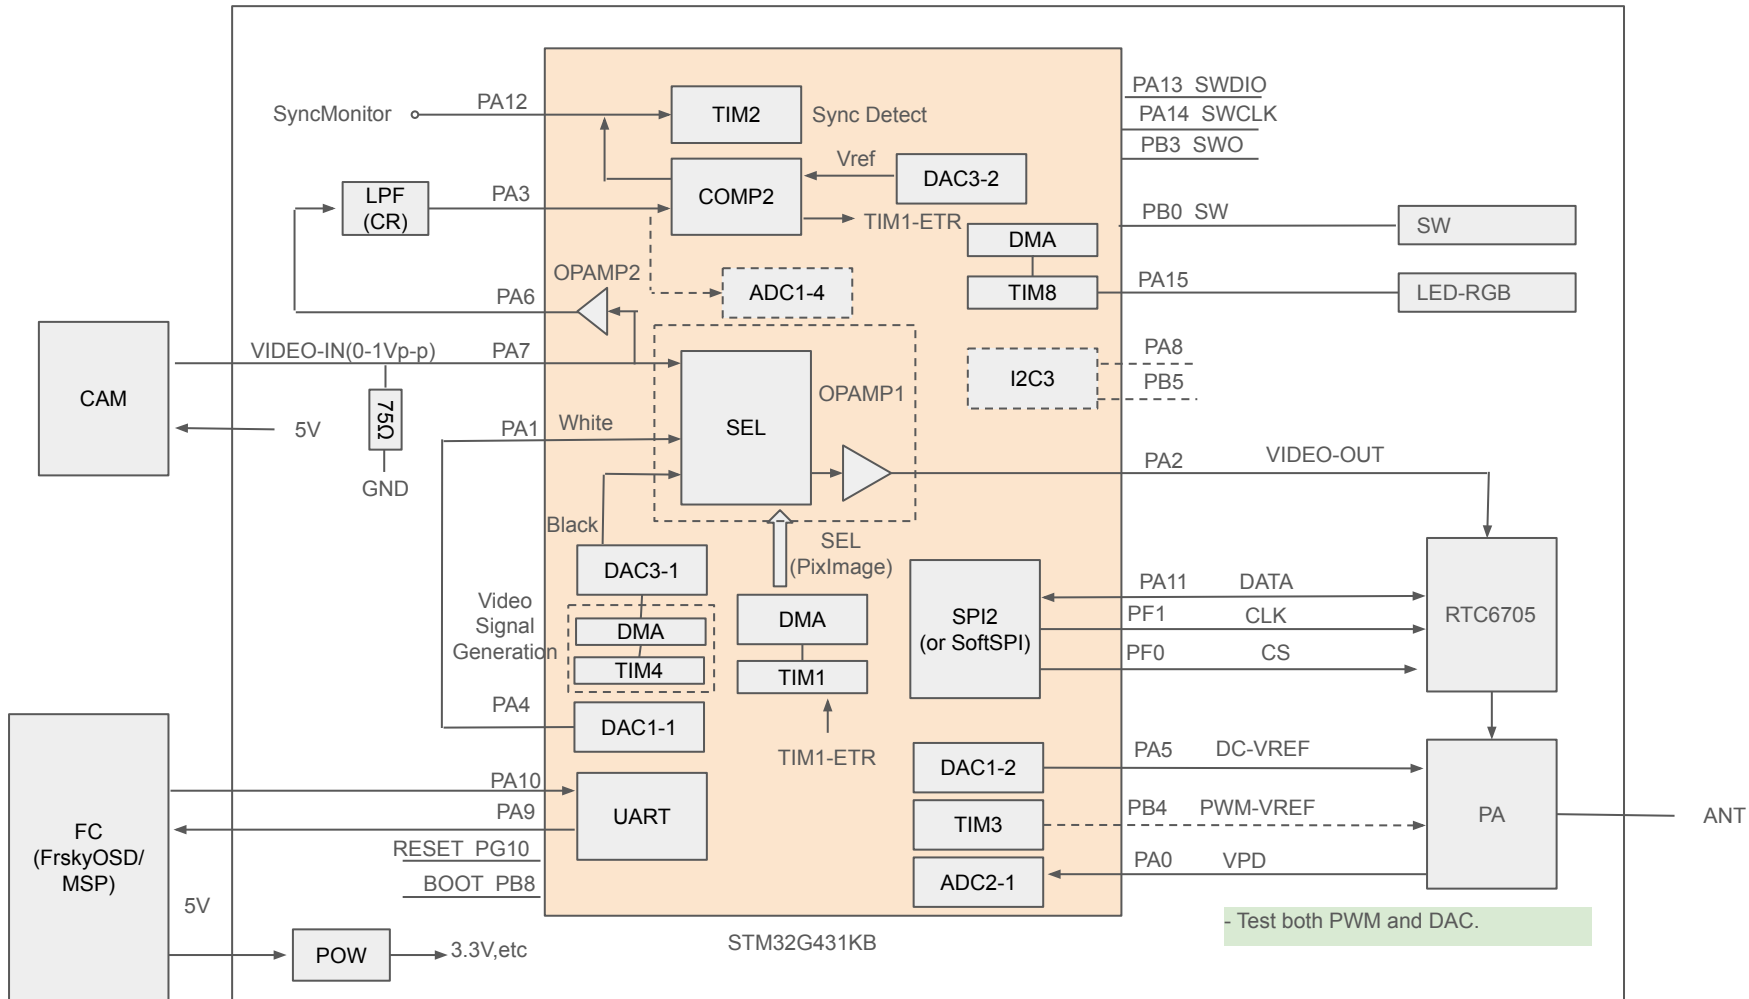 SyncMonitor
PA12
TIM2
Sync Detect
PA13  SWDIO
PA14  SWCLK
PB3  SWO
LPF
(CR)
PA3
COMP2
Vref
DAC3-2
TIM1-ETR
DMA
TIM8
PB0  SW
SW
PA15
LED-RGB
OPAMP2
PA6
ADC1-4
CAM
VIDEO-IN(0-1Vp-p)
PA7
75Ω
GND
5V
PA1
White
SEL
OPAMP1
I2C3
PA8
PB5
PA2
VIDEO-OUT
Black
DAC3-1
SEL
(PixImage)
Video
Signal
Generation
DMA
TIM4
DMA
TIM1
TIM1-ETR
PA4
DAC1-1
SPI2
(or SoftSPI)
PA11
DATA
PF1
CLK
PF0
CS
RTC6705
DAC1-2
PA5
DC-VREF
TIM3
PB4
PWM-VREF
ADC2-1
PA0
VPD
PA
ANT
FC
(FrskyOSD/
MSP)
PA10
PA9
UART
RESET  PG10
BOOT  PB8
5V
POW
3.3V,etc
STM32G431KB
- Test both PWM and DAC.